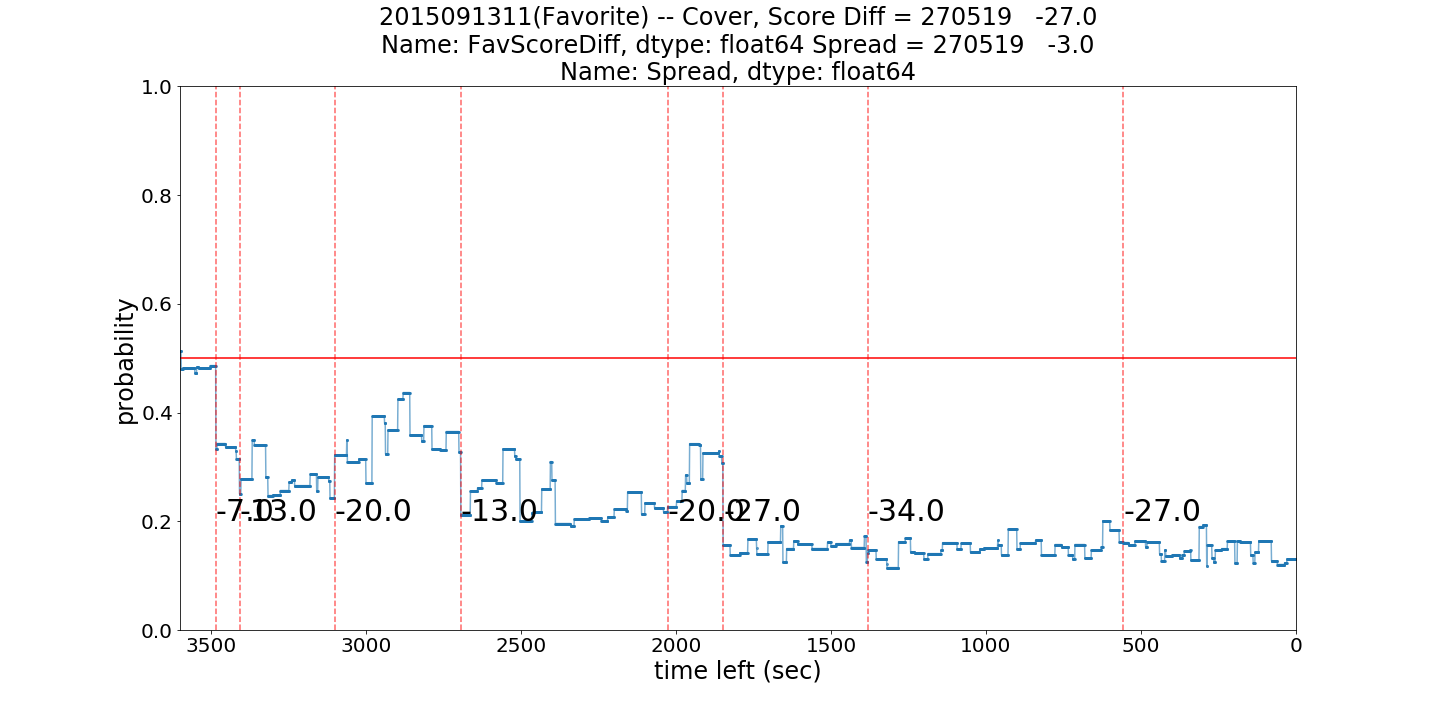 2015091311(Favorite) -- Cover, Score Diff = 270519   -27.0
Name: FavScoreDiff, dtype: float64 Spread = 270519   -3.0
Name: Spread, dtype: float64
probability
1.0
0.8
0.6
0.4
0.2
0.0
-7.0 -13.0 -20.0 -13.0 -20.0 -27.0 -34.0 -27.0
3500 3000 2500 2000 1500 1000 500 0
time left (sec)